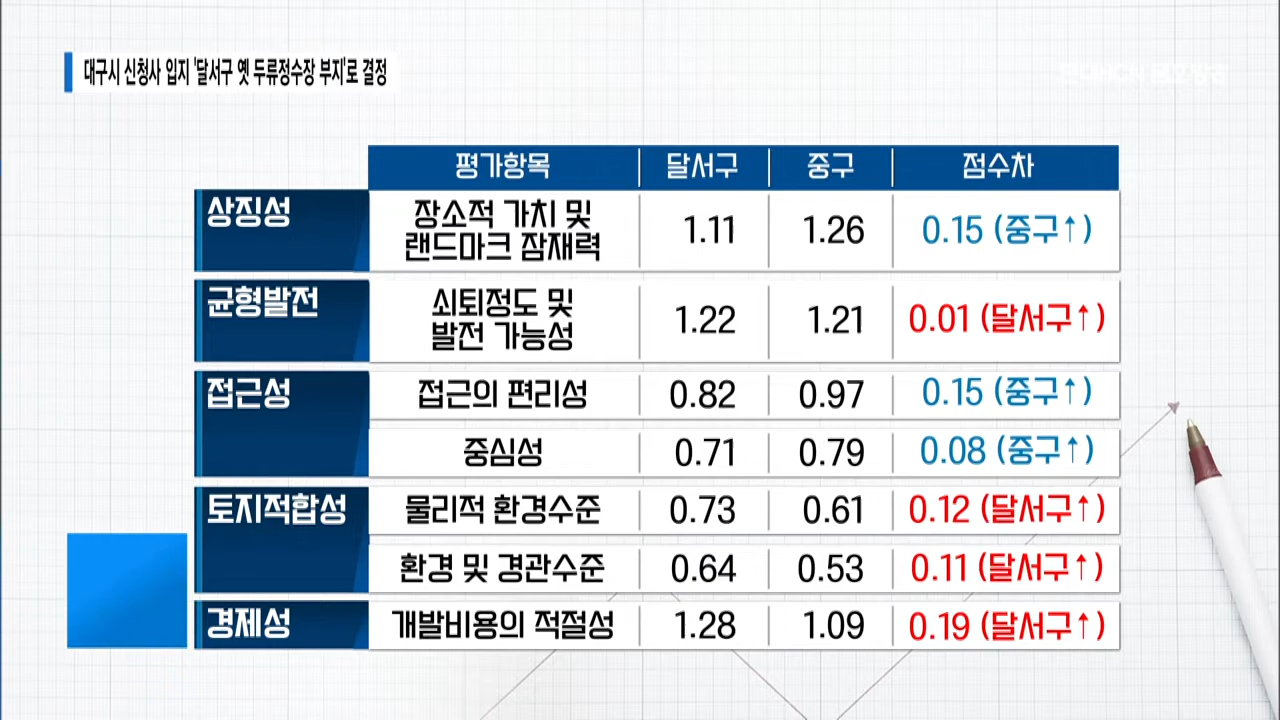 대구시 신청사 입지 '달서구 옛 두류정수장 부지'로 결정
평가항목 달서구 중구 점수차
상징성 장소적 가치 및 랜드마크 잠재력 1.11 1.26 0.15 (중구↑)
균형발전 쇠퇴정도 및 발전 가능성 1.22 1.21 0.01 (달서구↑)
접근성 접근의 편리성 0.82 0.97 0.15 (중구↑)
중심성 0.71 0.79 0.08 (중구↑)
토지적합성 물리적 환경수준 0.73 0.61 0.12 (달서구↑)
환경 및 경관수준 0.64 0.53 0.11 (달서구↑)
경제성 개발비용의 적절성 1.28 1.09 0.19 (달서구↑)